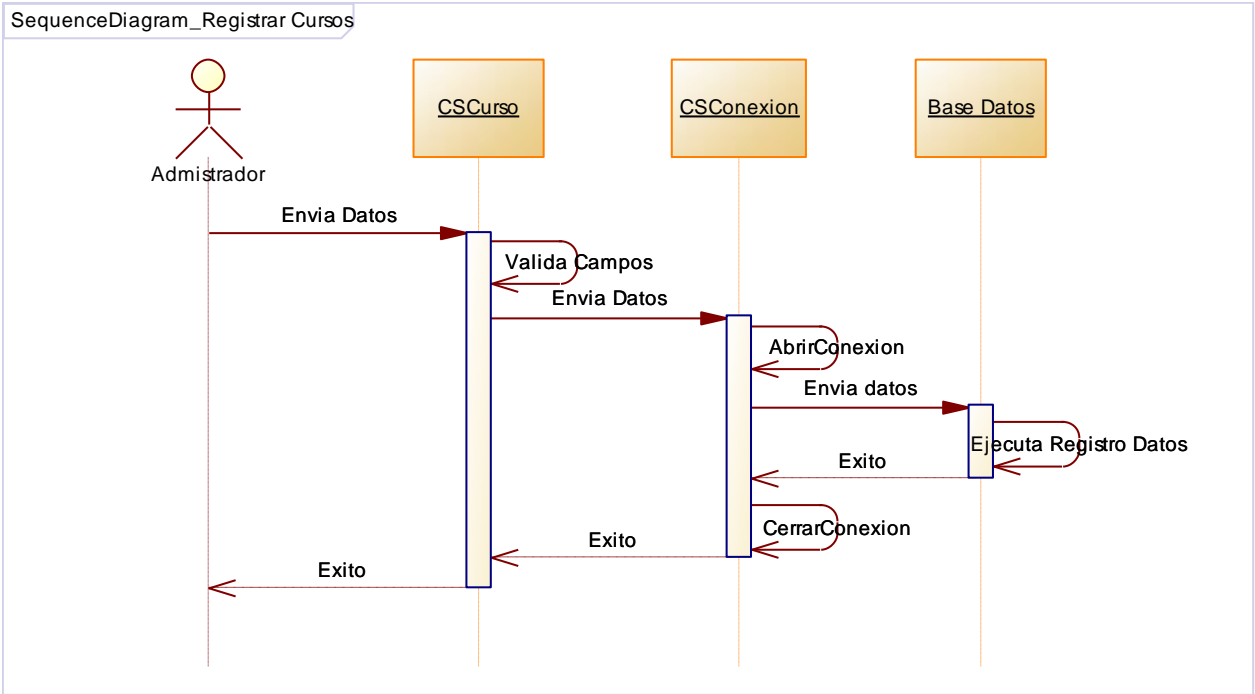 SequenceDiagram_Registrar Cursos
CSCurso
CSConexion
Base Datos
Admistrador
Envia Datos
Valida Campos
Envia Datos
AbrirConexion
Envia datos
Ejecuta Registro Datos
Exito
CerrarConexion
Exito
Exito